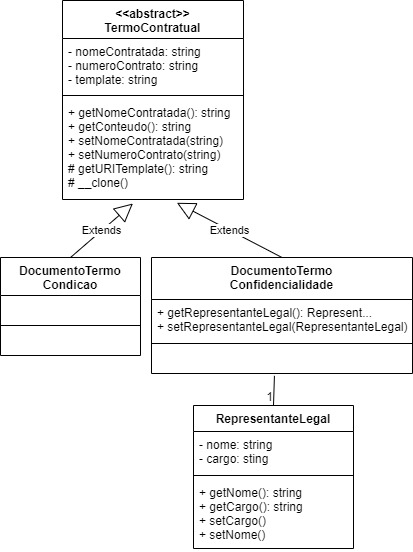 <<abstract>>
TermoContratual
- nomeContratada: string
- numeroContrato: string
- template: string
+ getNomeContratada(): string
+ getConteudo(): string
+ setNomeContratada(string)
+ setNumeroContrato(string)
# getURITemplate(): string
# __clone()
Extends
Extends
DocumentoTermo
Condicao
DocumentoTermo
Confidencialidade
+ getRepresentanteLegal(): Represent...
+ setRepresentanteLegal(RepresentanteLegal)
1
RepresentanteLegal
- nome: string
- cargo: sting
+ getNome(): string
+ getCargo(): string
+ setCargo()
+ setNome()